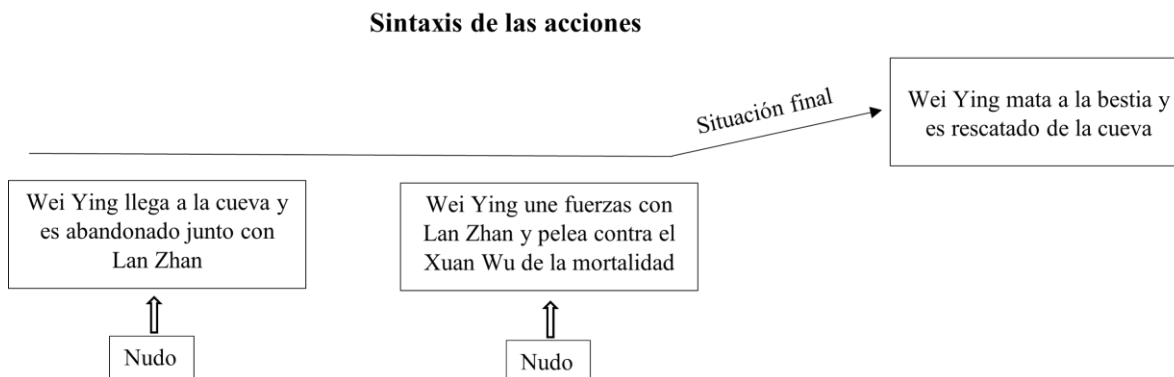 Sintaxis de las acciones
Situación final
Wei Ying mata a la bestia y
es rescatado de la cueva
Wei Ying llega a la cueva y
es abandonado junto con
Lan Zhan
Wei Ying une fuerzas con
Lan Zhan y pelea contra el
Xuan Wu de la mortalidad
Nudo
Nudo